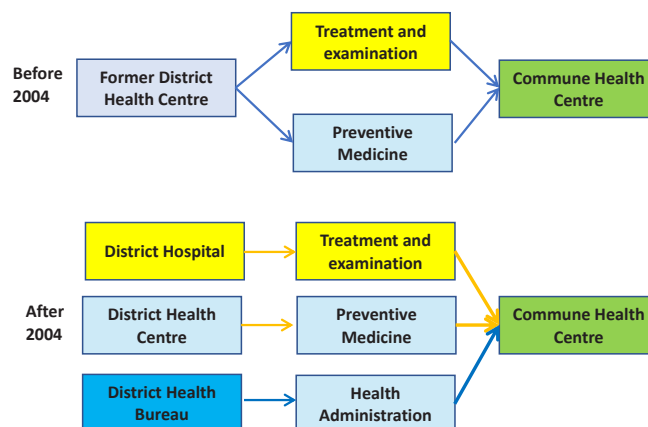 Before
2004
Former District
Health Centre
Treatment and
examination
Preventive
Medicine
Commune Health
Centre
After
2004
District Hospital
Treatment and
examination
District Health
Centre
Preventive
Medicine
District Health
Bureau
Health
Administration
Commune Health
Centre